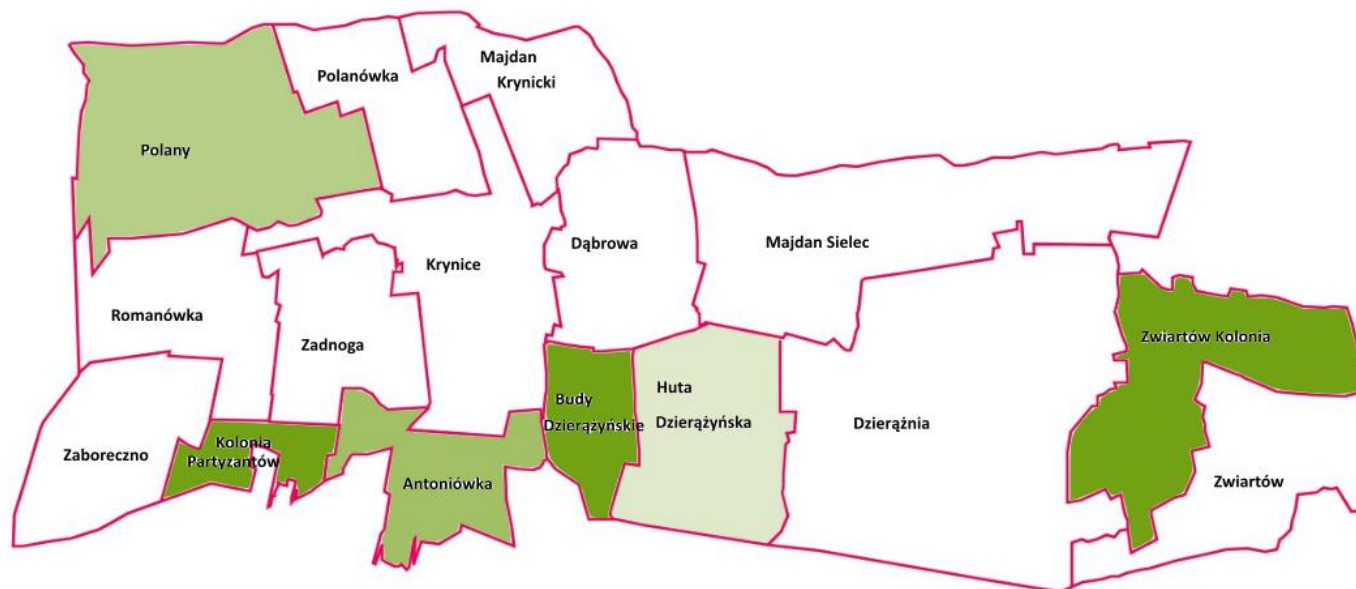 Majdan
Krynicki
Polanówka
Polany
Dąbrowa
Majdan Sielec
Krynice
Romanówka
Zadnoga
Zwiartów Kolonia
Huta
Dzierążyńska
Budy
Dzierążyńskie
Dzierążnia
Kolonia
Partyzantów
Zaboreczno
Antoniówka
Zwiartów